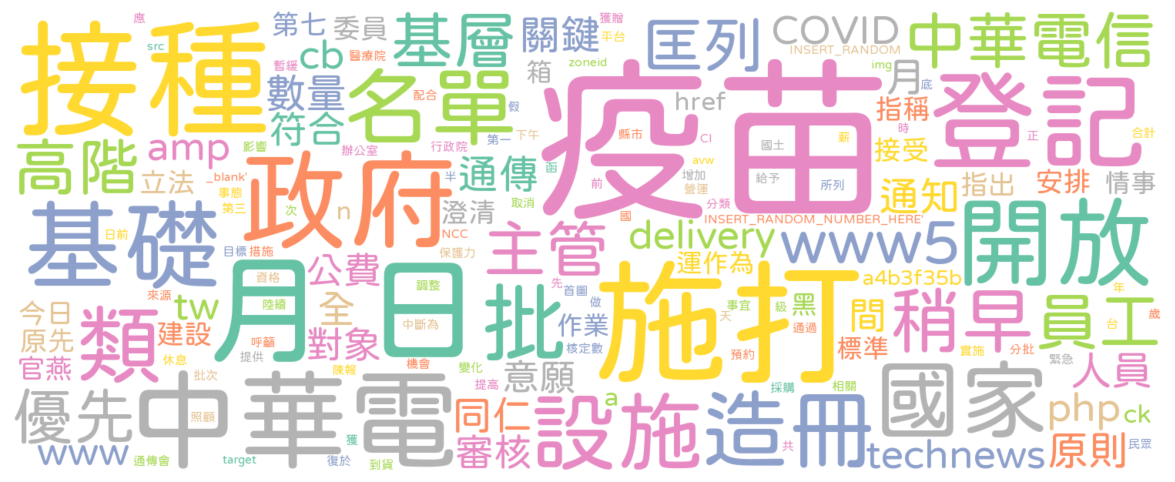 應 src 第七 委員 基層 關鍵 獲贈 平台 匡列 COVID INSERT_RANDOM 中華電信
接種 暫緩 醫療院 cb 箱 zoneid img 月 底
數量 名單 配合 假 href 指稱 登記
符合 影響 第一 下午 疫苗 縣市 CI 國土 薪 時 正 合計
高階 amp 辦公室 行政院 前 avw 接受
立法 _blank' 政府 通傳 半 函 增加 營運 給予 所列 通知 指出 安排 情事
事態 第三 次 n 澄清 取消 國 分類 INSERT_RANDOM_NUMBER_HERE'
基礎 日前 目標 措施 NCC 保護力 主管 delivery www5 開放
來源 公費 資格 月日 調整 先 運作為 a4b3f35b 年
今日 tw 陸續 全 批 首圖 做 施打 事宜 級 黑 間 稍早 員工 台 歲
原先 類 建設 呼籲 對象 中斷為 作業 天 通過 標準
官燕 休息 提供 陳報 機會 變化 核定數 預約 實施 分批 緊急 人員
批次 提高 意願 採購 相關
優先 中華電 照顧 同仁 設施 a 造冊 國家 php ck
www 通傳會 target 獲 復於 到貨 審核 共 technews 原則 民眾